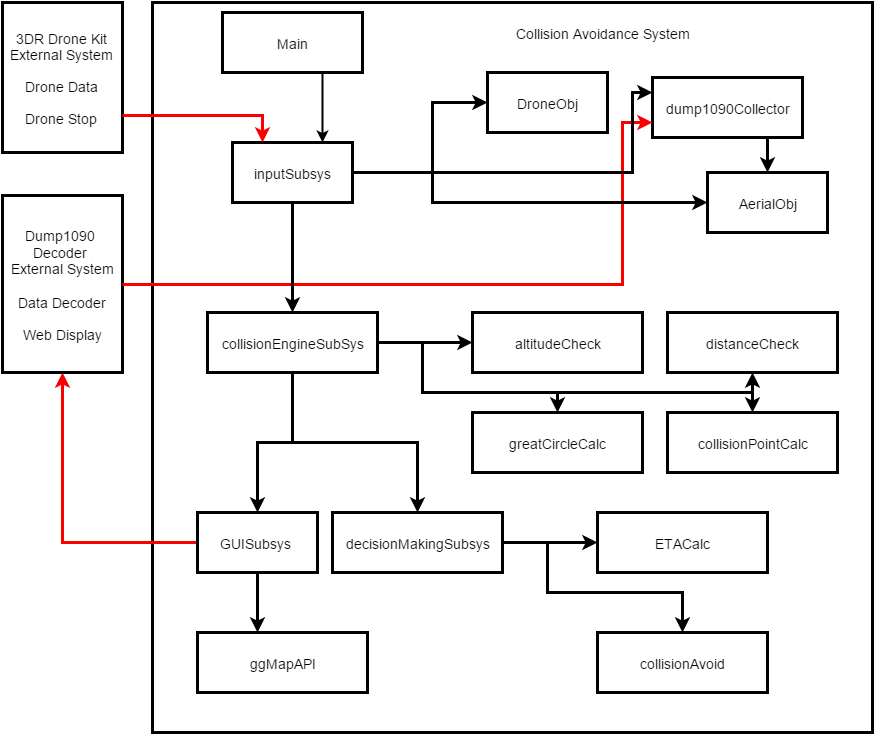 3DR Drone Kit
External System
Drone Data
Drone Stop
Collision Avoidance System
Main
DroneObj
dump1090Collector
inputSubsys
AerialObj
Dump1090
Decoder
External System
Data Decoder
Web Display
collisionEngineSubSys
altitudeCheck
distanceCheck
greatCircleCalc
collisionPointCalc
GUISubsys
decisionMakingSubsys
ETACalc
ggMapAPI
collisionAvoid